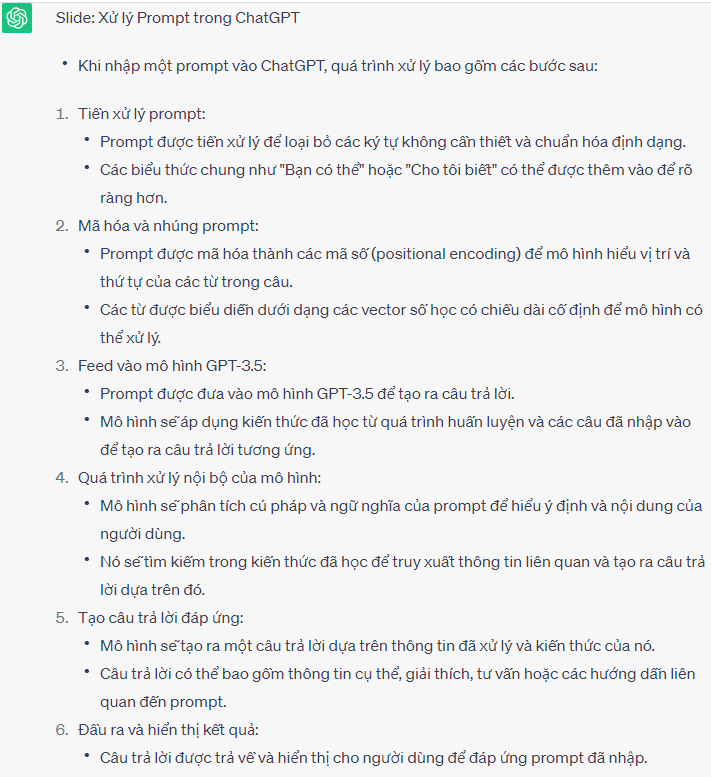 Slide: Xử lý Prompt trong ChatGPT
• Khi nhập một prompt vào ChatGPT, quá trình xử lý bao gồm các bước sau:
1. Tiền xử lý prompt:
• Prompt được tiền xử lý để loại bỏ các ký tự không cần thiết và chuẩn hóa định dạng.
• Các biểu thức chung như "Bạn có thể" hoặc "Cho tôi biết" có thể được thêm vào để rõ
ràng hơn.
2. Mã hóa và nhúng prompt:
• Prompt được mã hóa thành các mã số (positional encoding) để mô hình hiểu vị trí và
thứ tự của các từ trong câu.
• Các từ được biểu diễn dưới dạng các vector số học có chiều dài cố định để mô hình có
thể xử lý.
3. Feed vào mô hình GPT-3.5:
• Prompt được đưa vào mô hình GPT-3.5 để tạo ra câu trả lời.
• Mô hình sẽ áp dụng kiến thức đã học từ quá trình huấn luyện và các câu đã nhập vào
để tạo ra câu trả lời tương ứng.
4. Quá trình xử lý nội bộ của mô hình:
• Mô hình sẽ phân tích cú pháp và ngữ nghĩa của prompt để hiểu ý định và nội dung của
người dùng.
• Nó sẽ tìm kiếm trong kiến thức đã học để truy xuất thông tin liên quan và tạo ra câu trả
lời dựa trên đó.
5. Tạo câu trả lời đáp ứng:
• Mô hình sẽ tạo ra một câu trả lời dựa trên thông tin đã xử lý và kiến thức của nó.
• Câu trả lời có thể bao gồm thông tin cụ thể, giải thích, tư vấn hoặc các hướng dẫn liên
quan đến prompt.
6. Đầu ra và hiển thị kết quả:
• Câu trả lời được trả về và hiển thị cho người dùng để đáp ứng prompt đã nhập.